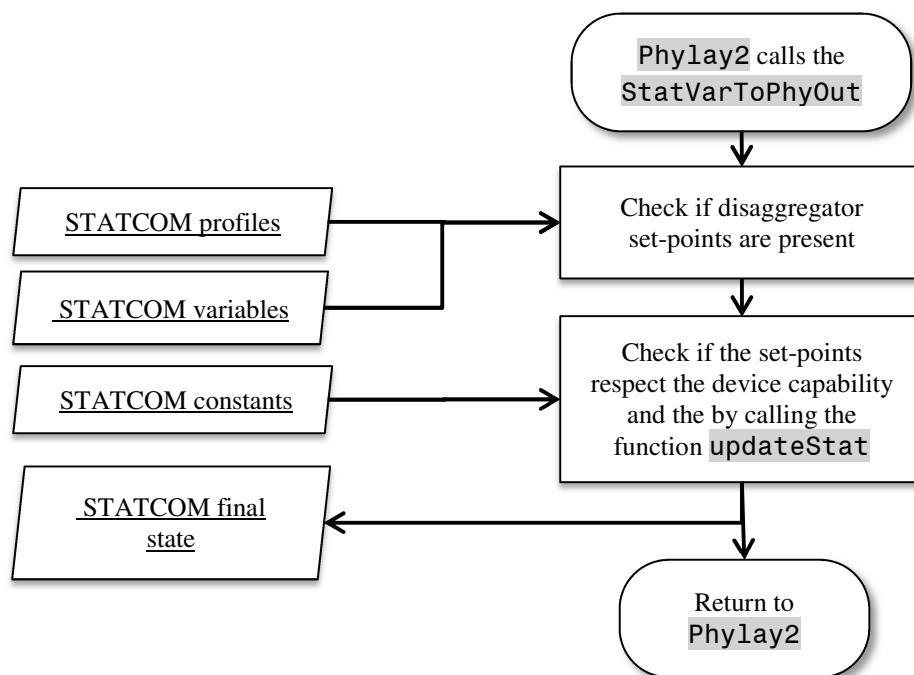 Phylay2 calls the
StatVarToPhyOut
STATCOM profiles
Check if disaggregator
set-points are present
STATCOM variables
Check if the set-points
respect the device capability
and the by calling the
function updateStat
STATCOM constants
STATCOM final
state
Return to
Phylay2